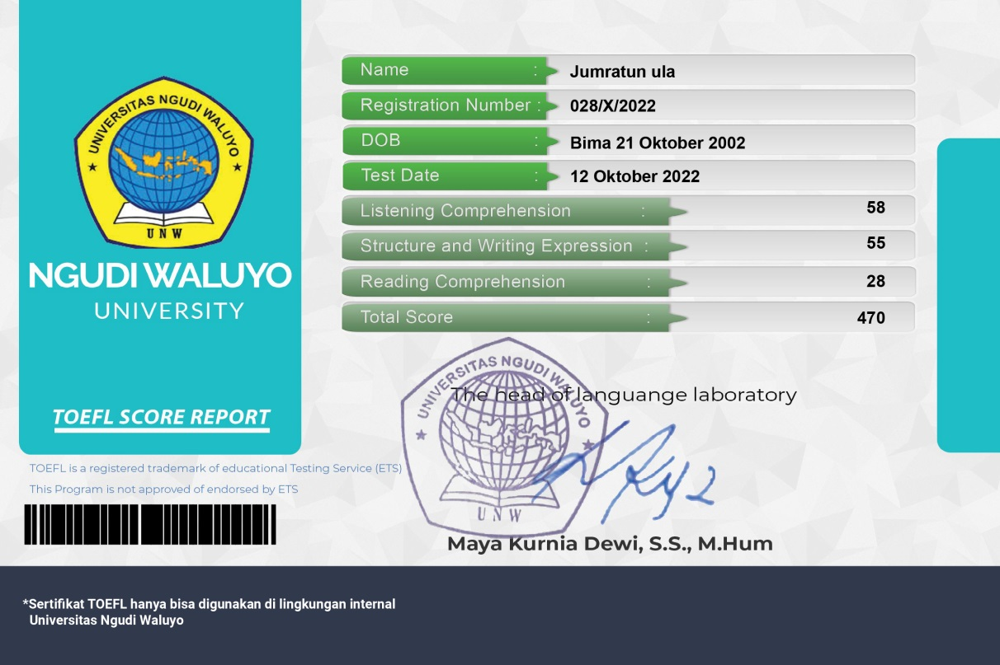 UNIVERSITAS NGUDI WALUYO
UNW
NGUDI WALUYO
UNIVERSITY
TOEFL SCORE REPORT
TOEFL is a registered trademark of educational Testing Service (ETS)
This Program is not approved of endorsed by ETS
Name : Jumratun ula
Registration Number : 028/X/2022
DOB : Bima 21 Oktober 2002
Test Date : 12 Oktober 2022
Listening Comprehension : 58
Structure and Writing Expression : 55
Reading Comprehension : 28
Total Score : 470
The head of languange laboratory
UNIVERSITAS NGUDI WALUYO
UNW
Maya Kurnia Dewi, S.S., M.Hum
*Sertifikat TOEFL hanya bisa digunakan di lingkungan internal
Universitas Ngudi Waluyo